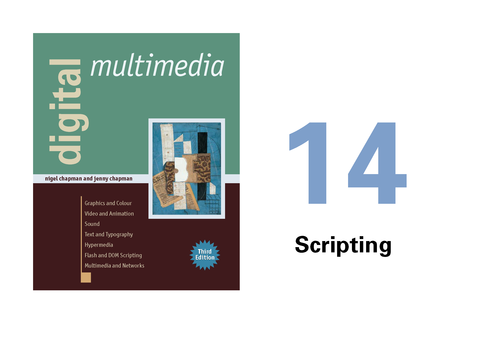 digital
multimedia
nigel chapman and jenny chapman
Graphics and Colour
Video and Animation
Sound
Text and Typography
Hypermedia
Flash and DOM Scripting
Multimedia and Networks
Third
Edition
14
Scripting